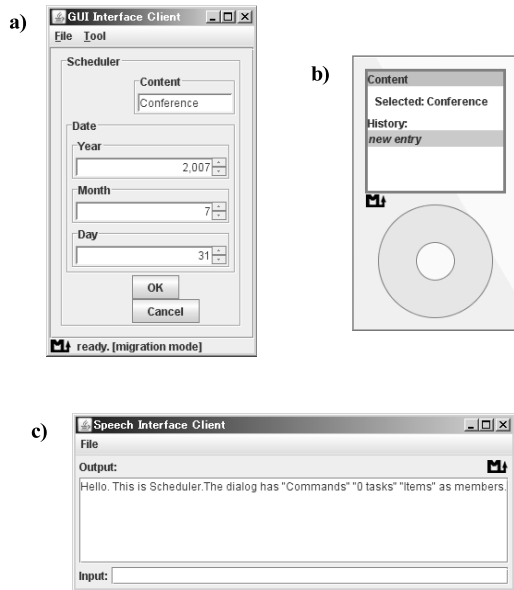 a)
GUI Interface Client
File Tool
Scheduler
Content
Conference
Date
Year
2,007
Month
7
Day
31
OK
Cancel
ready. [migration mode]
b)
Content
Selected: Conference
History:
new entry
c)
Speech Interface Client
File
Output:
Hello. This is Scheduler.The dialog has "Commands" "0 tasks" "Items" as members.
Input: